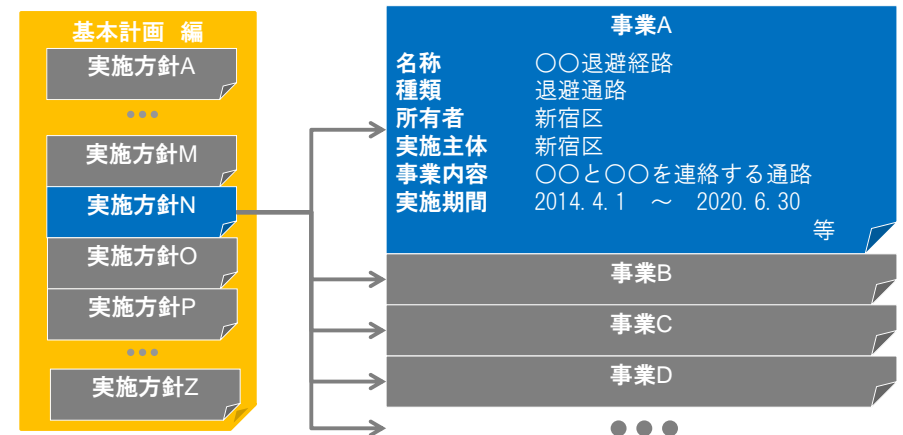 基本計画 編
実施方針A
•••
実施方針M
実施方針N
実施方針O
実施方針P
•••
実施方針Z
事業A
名称 〇〇退避経路
種類 退避通路
所有者 新宿区
実施主体 新宿区
事業内容 〇〇と〇〇を連絡する通路
実施期間 2014.4.1 ～ 2020.6.30
等
事業B
事業C
事業D
●●●